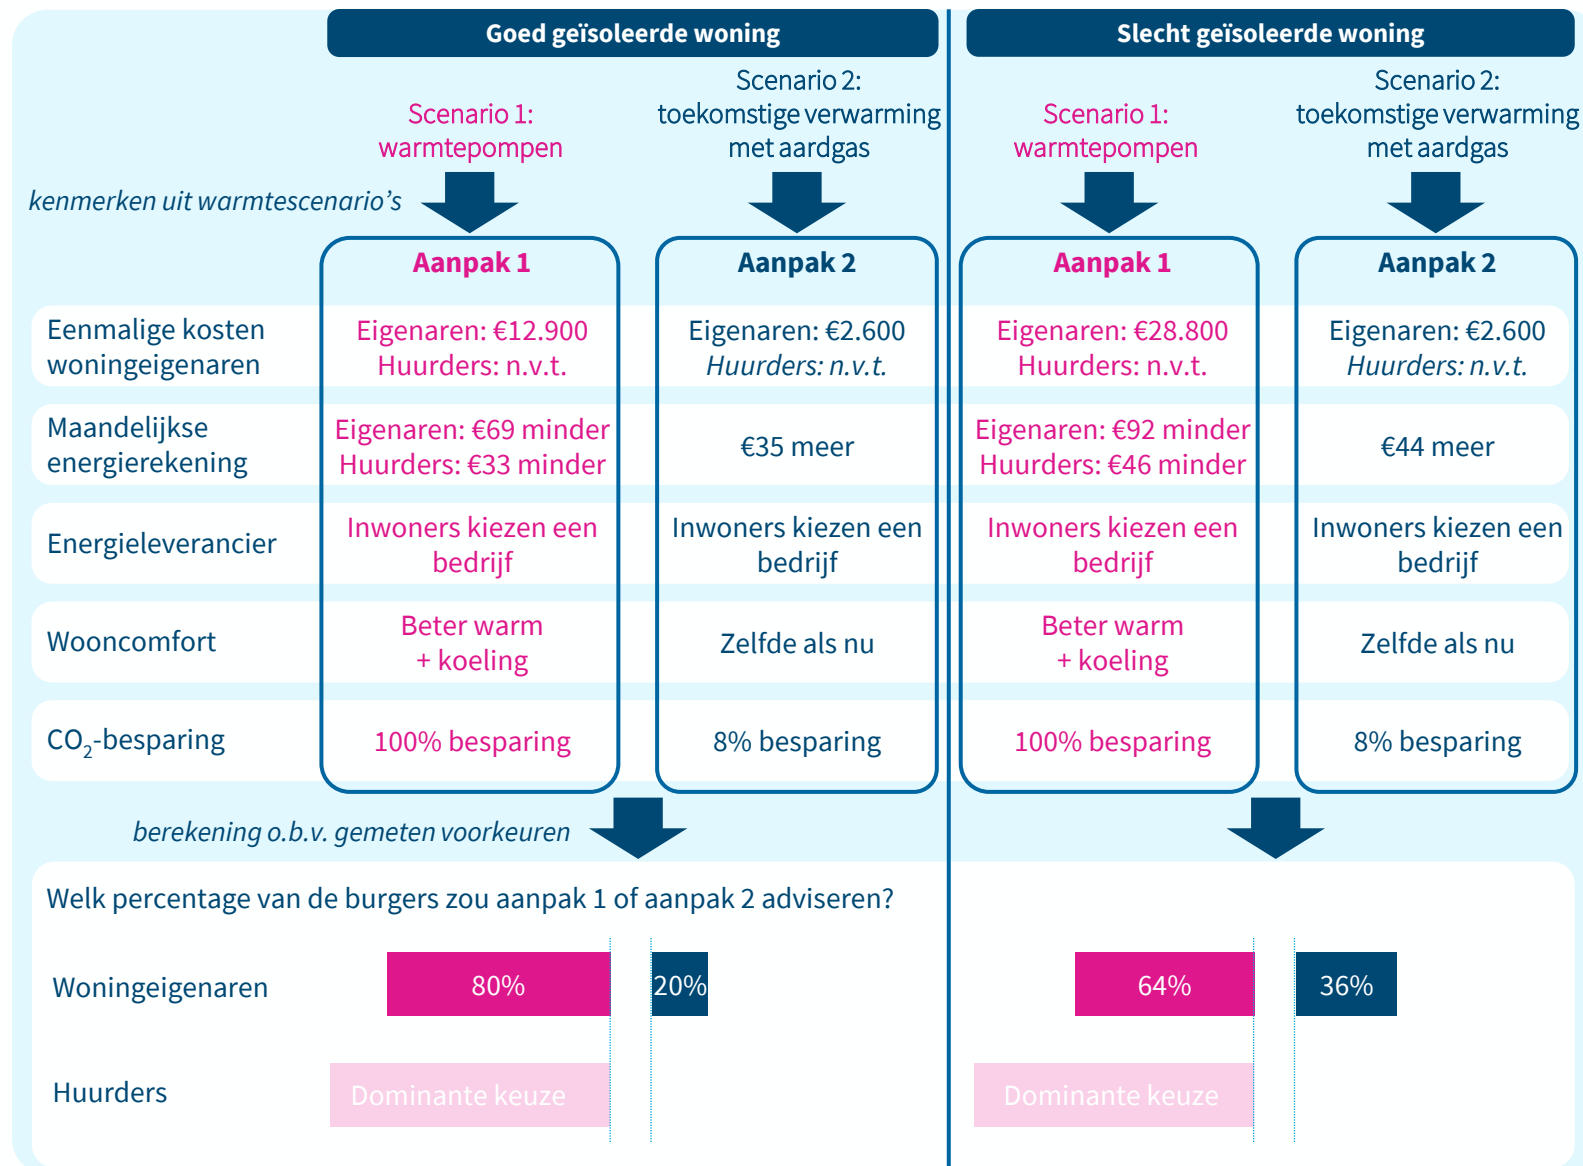 Goed geïsoleerde woning
Slecht geïsoleerde woning
Scenario 1:
warmtepompen
Scenario 2:
toekomstige verwarming
met aardgas
Scenario 1:
warmtepompen
Scenario 2:
toekomstige verwarming
met aardgas
kenmerken uit warmtescenario's
Aanpak 1
Aanpak 2
Aanpak 1
Aanpak 2
Eenmalige kosten
woningeigenaren
Eigenaren: €12.900
Huurders: n.v.t.
Eigenaren: €2.600
Huurders: n.v.t.
Eigenaren: €28.800
Huurders: n.v.t.
Eigenaren: €2.600
Huurders: n.v.t.
Maandelijkse
energierekening
Eigenaren: €69 minder
Huurders: €33 minder
€35 meer
Eigenaren: €92 minder
Huurders: €46 minder
€44 meer
Energieleverancier
Inwoners kiezen een
bedrijf
Inwoners kiezen een
bedrijf
Inwoners kiezen een
bedrijf
Inwoners kiezen een
bedrijf
Wooncomfort
Beter warm
+ koeling
Zelfde als nu
Beter warm
+ koeling
Zelfde als nu
CO₂-besparing
100% besparing
8% besparing
100% besparing
8% besparing
berekening o.b.v. gemeten voorkeuren
Welk percentage van de burgers zou aanpak 1 of aanpak 2 adviseren?
Woningeigenaren
80%
20%
64%
36%
Huurders
Dominante keuze
Dominante keuze